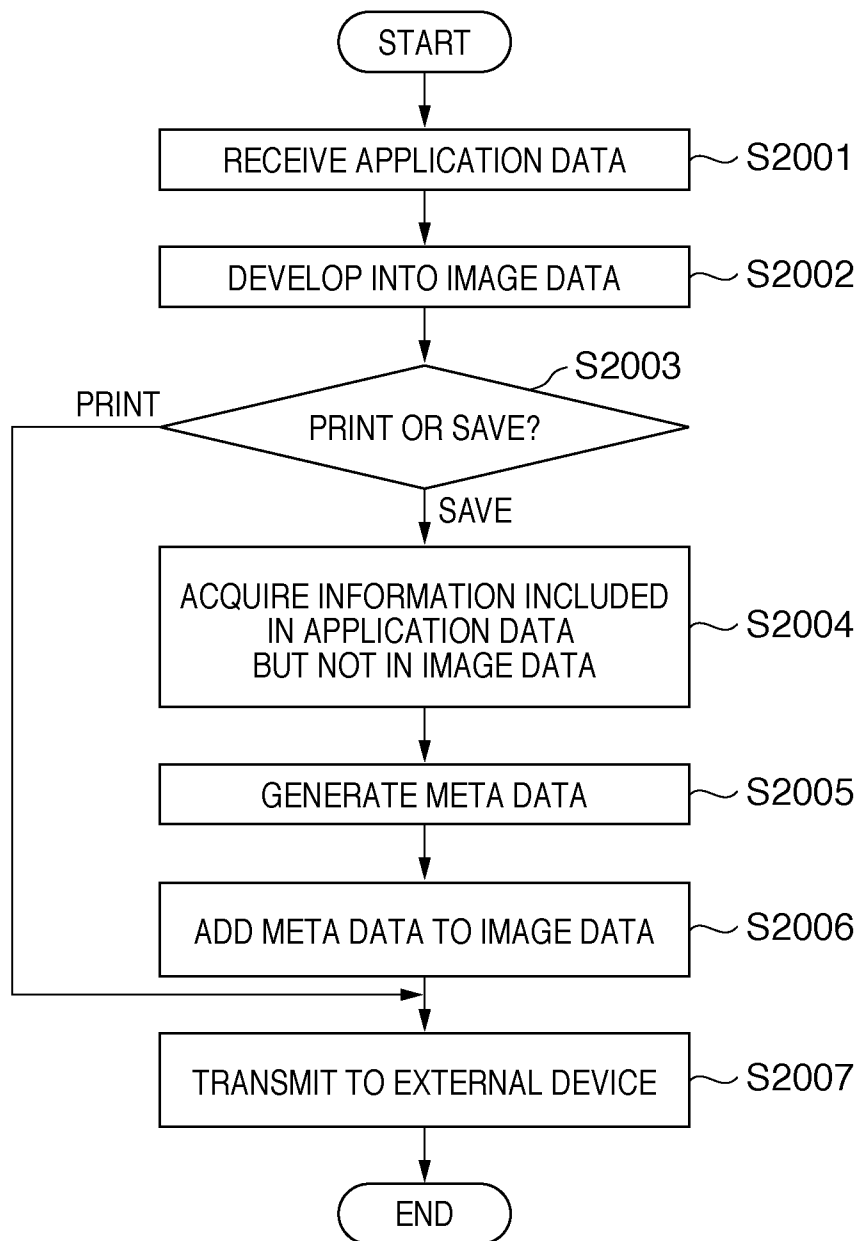 START
RECEIVE APPLICATION DATA
S2001
DEVELOP INTO IMAGE DATA
S2002
S2003
PRINT
PRINT OR SAVE?
SAVE
ACQUIRE INFORMATION INCLUDED
IN APPLICATION DATA
BUT NOT IN IMAGE DATA
S2004
GENERATE META DATA
S2005
ADD META DATA TO IMAGE DATA
S2006
TRANSMIT TO EXTERNAL DEVICE
S2007
END